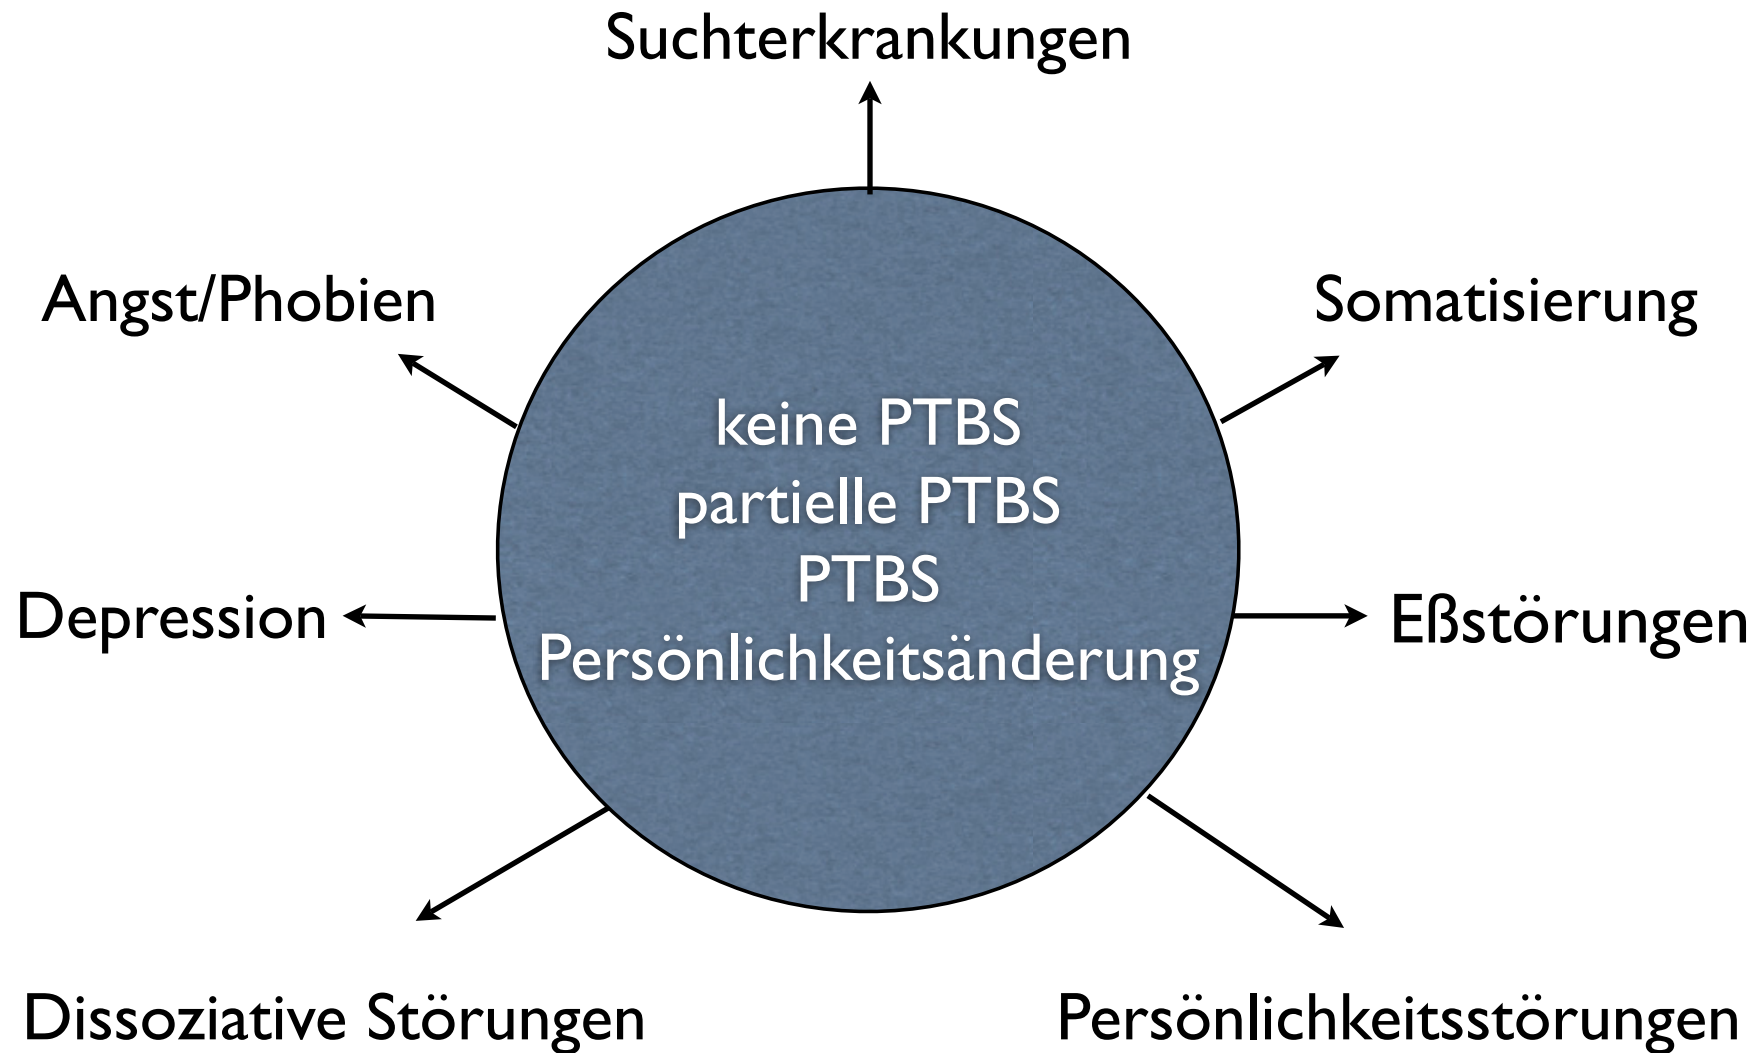 Suchterkrankungen
Angst/Phobien
Somatisierung
keine PTBS
partielle PTBS
PTBS
Persönlichkeitsänderung
Depression
Eßstörungen
Dissoziative Störungen
Persönlichkeitsstörungen